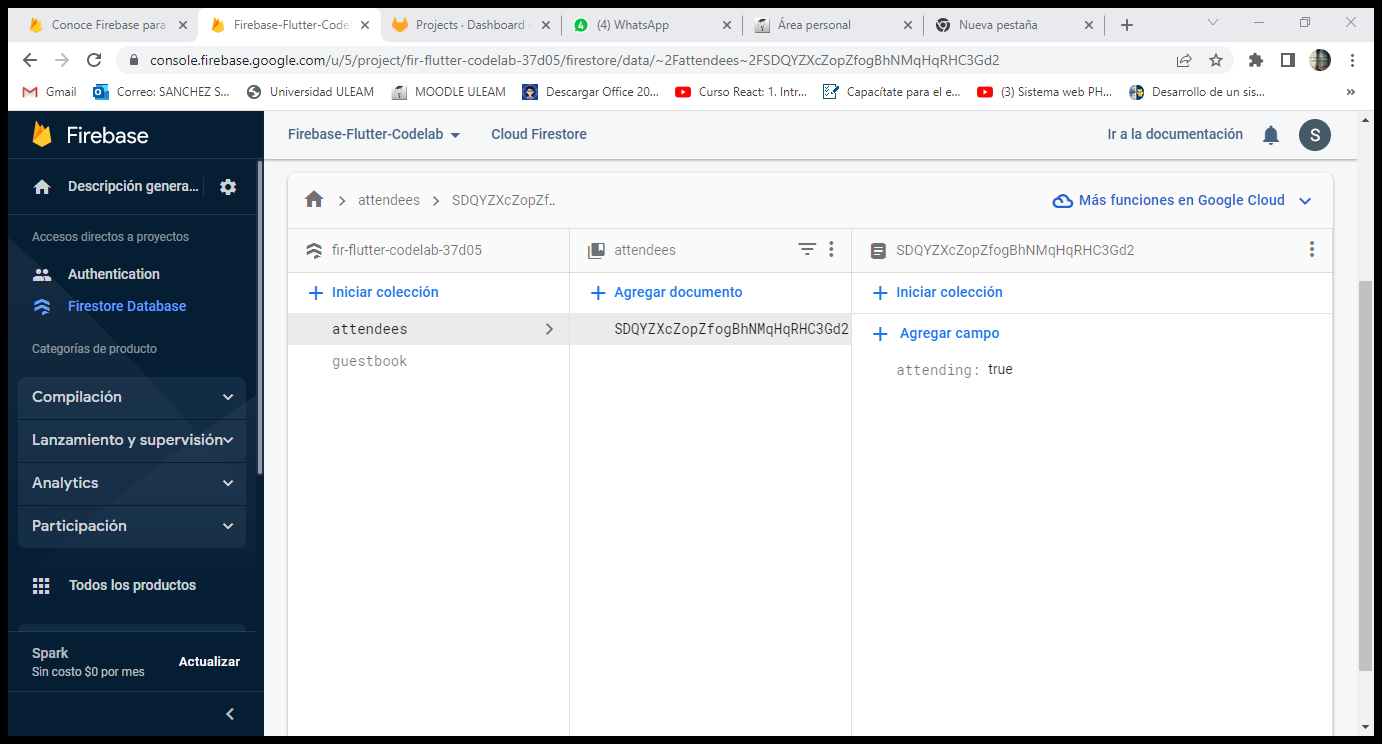 Conoce Firebase para
Firebase-Flutter-Codel
Projects · Dashboard
(4) WhatsApp
Área personal
Nueva pestaña
console.firebase.google.com/u/5/project/fir-flutter-codelab-37d05/firestore/data/~2Fattendees~2FSDQYZXcZopZfogBhNMqHqRHC3Gd2
Gmail
Correo: SANCHEZ S...
Universidad ULEAM
MOODLE ULEAM
Descargar Office 20...
Curso React: 1. Intr...
Capacítate para el e...
(3) Sistema web PH...
Desarrollo de un sis...
»
Firebase
Firebase-Flutter-Codelab
Cloud Firestore
Ir a la documentación
S
Descripción genera...
Accesos directos a proyectos
Authentication
Firestore Database
Categorías de producto
Compilación
Lanzamiento y supervisión
Analytics
Participación
Todos los productos
Spark
Sin costo $0 por mes
Actualizar
attendees
SDQYZXcZopZf..
Más funciones en Google Cloud
fir-flutter-codelab-37d05
Iniciar colección
attendees
guestbook
attendees
Agregar documento
SDQYZXcZopZfogBhNMqHqRHC3Gd2
SDQYZXcZopZfogBhNMqHqRHC3Gd2
Iniciar colección
Agregar campo
attending: true